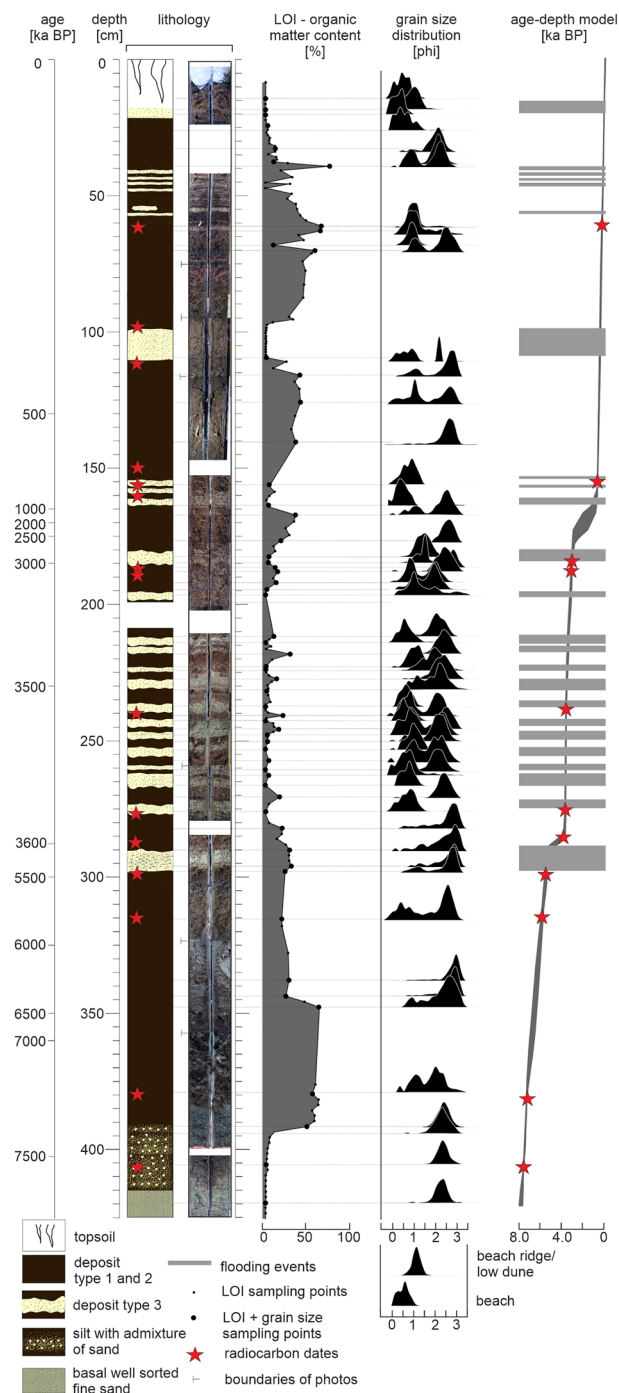 age
[ka BP]
depth
[cm]
lithology
LOI - organic
matter content
[%]
grain size
distribution
[phi]
age-depth model
[ka BP]
0
500
1000
2000
2500
3000
3500
3600
5500
6000
6500
7000
7500
0
50
100
150
200
250
300
350
400
0 50 100
0 1 2 3
8.0 4.0 0
topsoil
deposit
type 1 and 2
deposit type 3
silt with admixture
of sand
basal well sorted
fine sand
flooding events
LOI sampling points
LOI + grain size
sampling points
radiocarbon dates
boundaries of photos
beach ridge/
low dune
beach
0 1 2 3